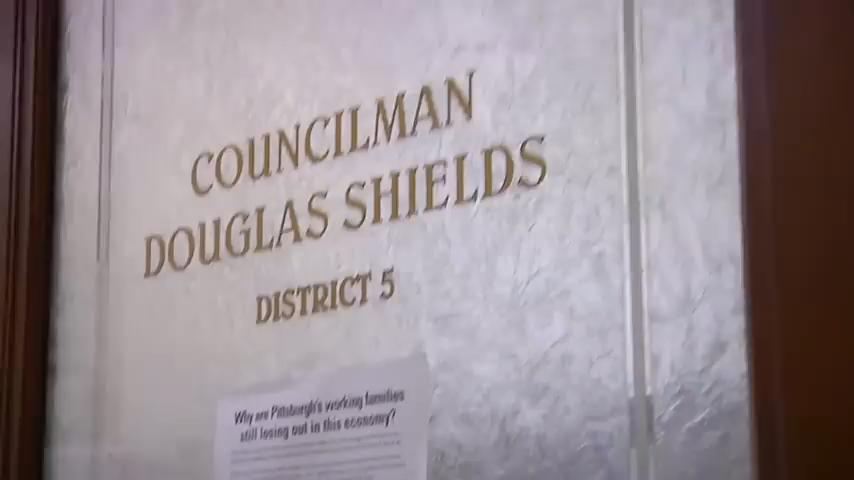 COUNCILMAN
DOUGLAS SHIELDS
DISTRICT 5
Why are Pittsburgh's working families
still losing out in this economy?